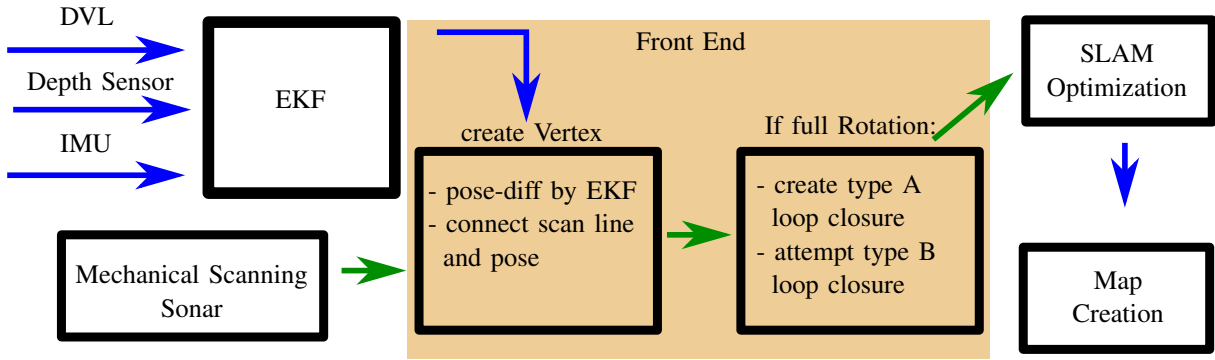 DVL
Depth Sensor
IMU
EKF
Mechanical Scanning
Sonar
Front End
create Vertex
- pose-diff by EKF
- connect scan line
and pose
If full Rotation:
- create type A
loop closure
- attempt type B
loop closure
SLAM
Optimization
Map
Creation